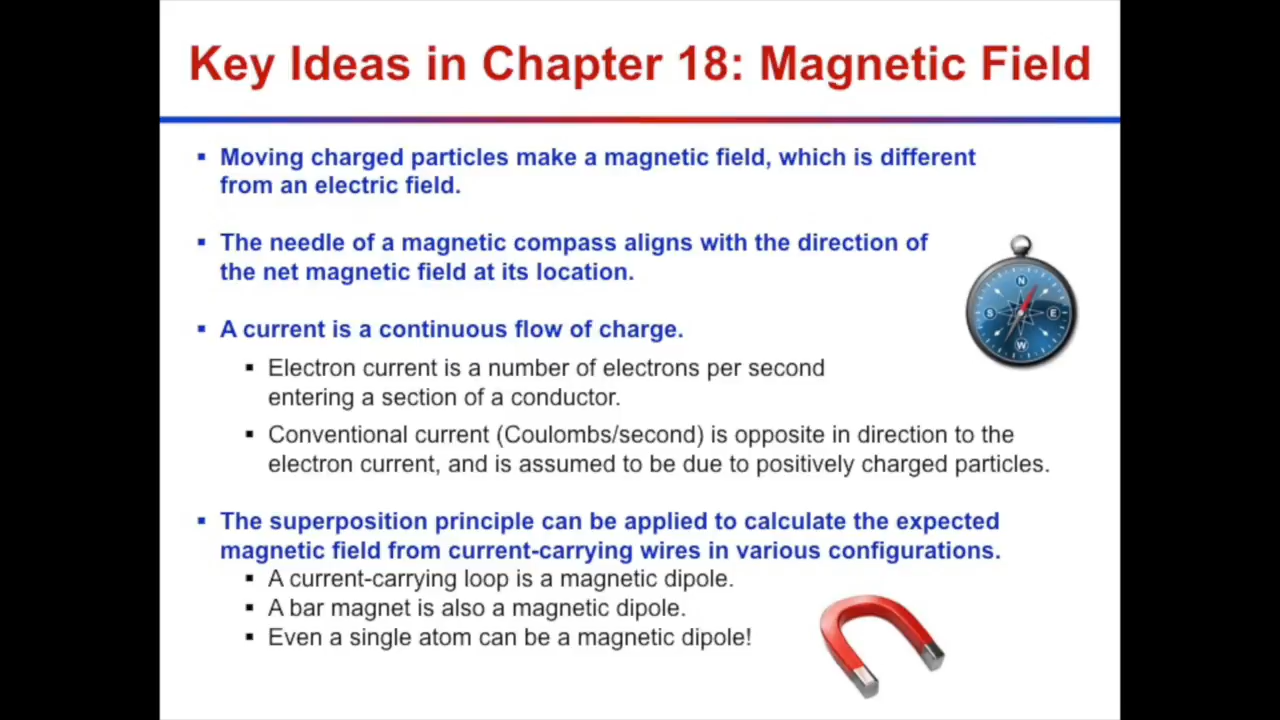 Key Ideas in Chapter 18: Magnetic Field
▪ Moving charged particles make a magnetic field, which is different
from an electric field.
▪ The needle of a magnetic compass aligns with the direction of
the net magnetic field at its location.
▪ A current is a continuous flow of charge.
▪ Electron current is a number of electrons per second
entering a section of a conductor.
▪ Conventional current (Coulombs/second) is opposite in direction to the
electron current, and is assumed to be due to positively charged particles.
▪ The superposition principle can be applied to calculate the expected
magnetic field from current-carrying wires in various configurations.
▪ A current-carrying loop is a magnetic dipole.
▪ A bar magnet is also a magnetic dipole.
▪ Even a single atom can be a magnetic dipole!
N
S E
W